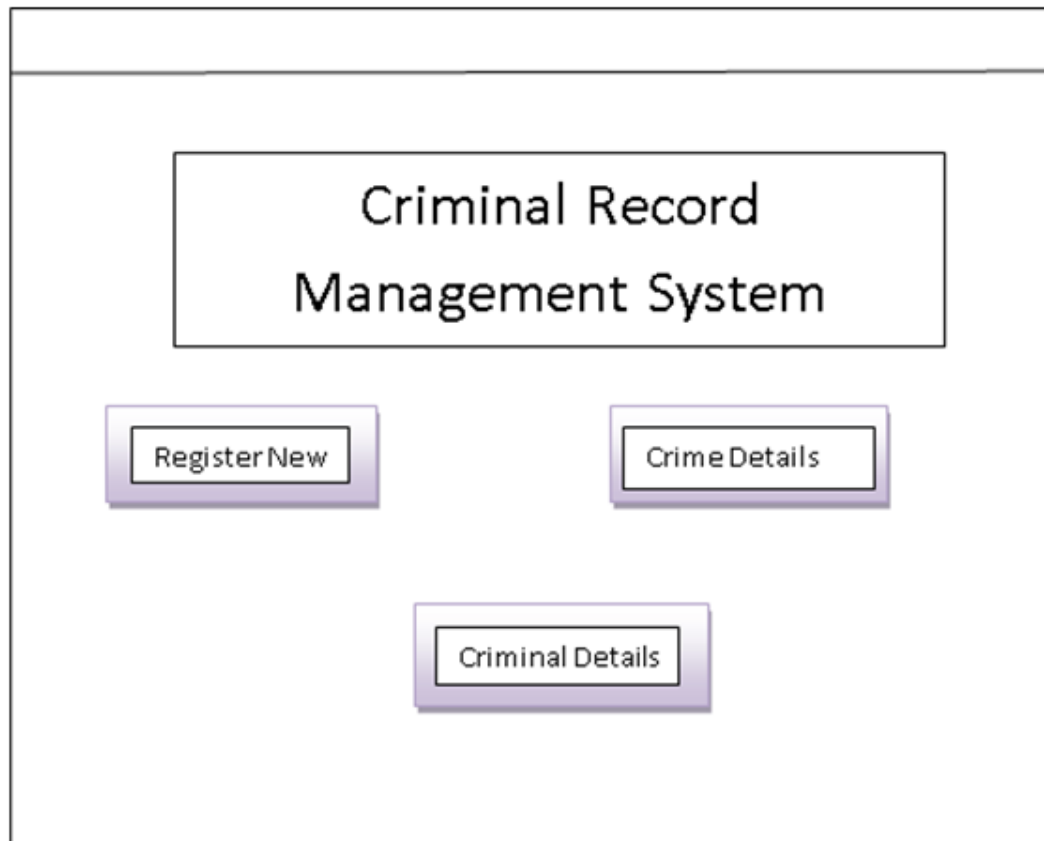 Criminal Record
Management System
Register New
Crime Details
Criminal Details